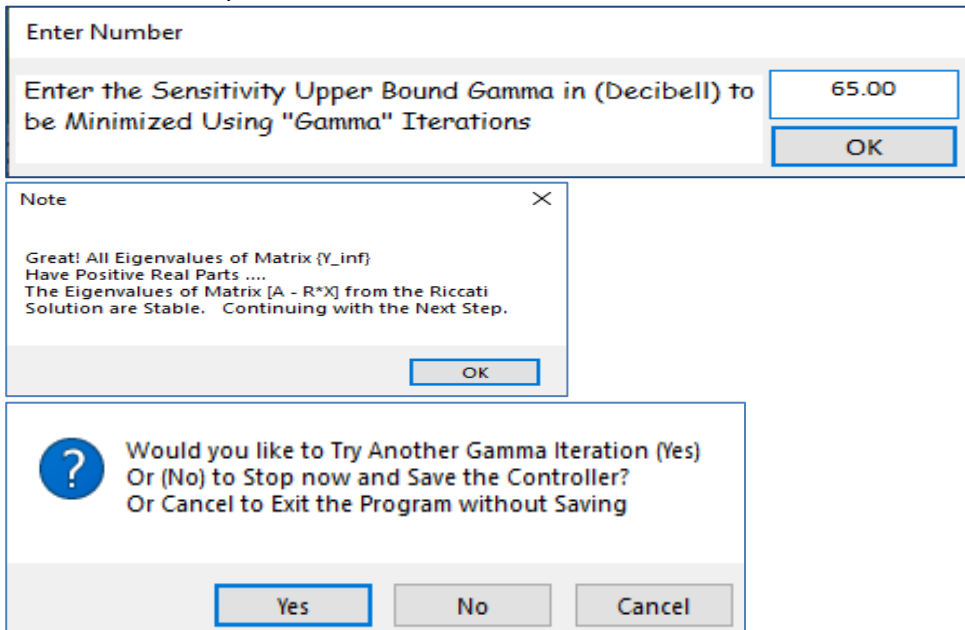 Enter Number
Enter the Sensitivity Upper Bound Gamma in (Decibell) to
be Minimized Using "Gamma" Iterations
65.00
OK
Note
Great! All Eigenvalues of Matrix {Y_inf}
Have Positive Real Parts ....
The Eigenvalues of Matrix [A - R*X] from the Riccati
Solution are Stable. Continuing with the Next Step.
OK
?
Would you like to Try Another Gamma Iteration (Yes)
Or (No) to Stop now and Save the Controller?
Or Cancel to Exit the Program without Saving
Yes No Cancel